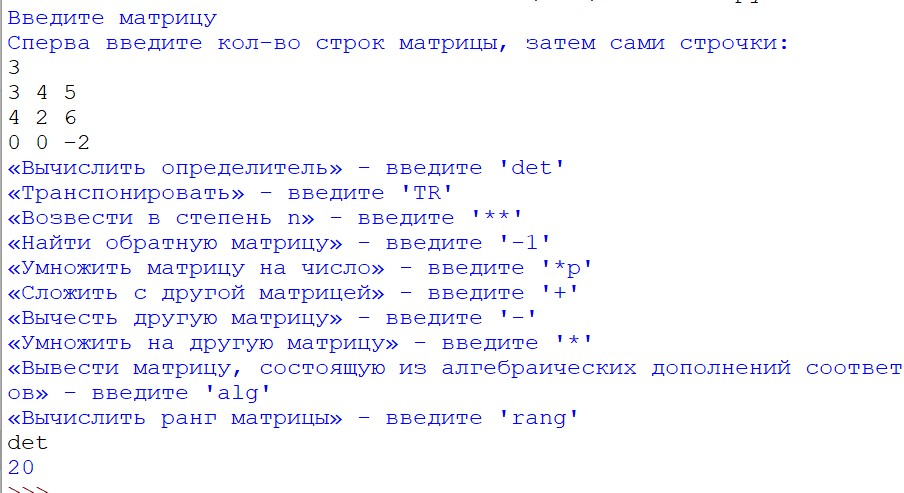 Введите матрицу
Сперва введите кол-во строк матрицы, затем сами строчки:
3
3 4 5
4 2 6
0 0 -2
«Вычислить определитель» - введите 'det'
«Транспонировать» - введите 'TR'
«Возвести в степень n» - введите '**'
«Найти обратную матрицу» - введите '-1'
«Умножить матрицу на число» - введите '*p'
«Сложить с другой матрицей» - введите '+'
«Вычесть другую матрицу» - введите '-'
«Умножить на другую матрицу» - введите '*'
«Вывести матрицу, состоящую из алгебраических дополнений соответ
ов» - введите 'alg'
«Вычислить ранг матрицы» - введите 'rang'
det
20
>>>